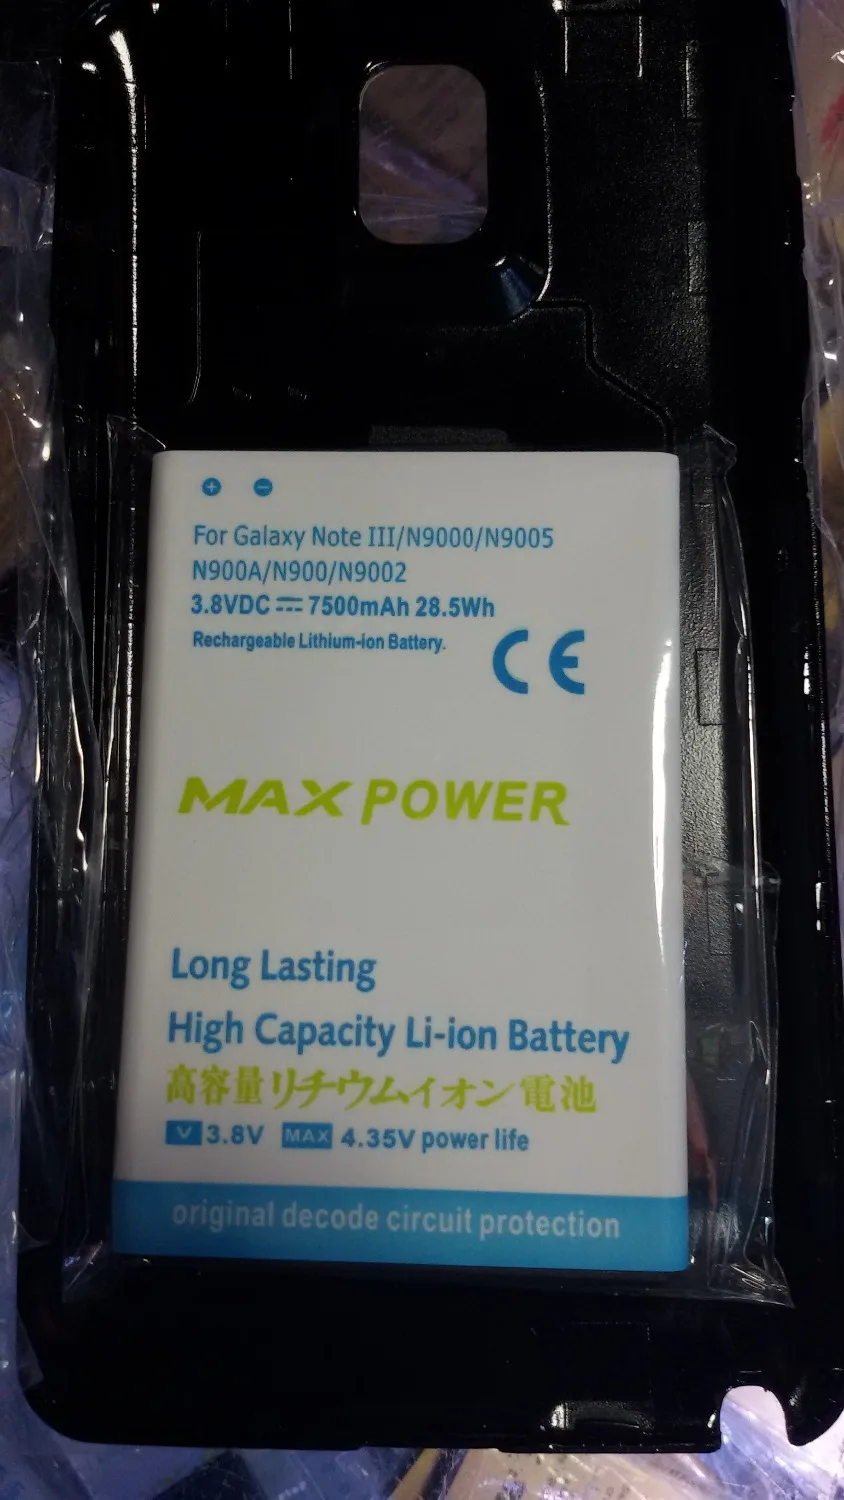 + −
For Galaxy Note III/N9000/N9005
N900A/N900/N9002
3.8VDC ⎓ 7500mAh 28.5Wh
Rechargeable Lithium-ion Battery.
CE
MAX POWER
Long Lasting
High Capacity Li-ion Battery
高容量リチウムイオン電池
V 3.8V MAX 4.35V power life
original decode circuit protection